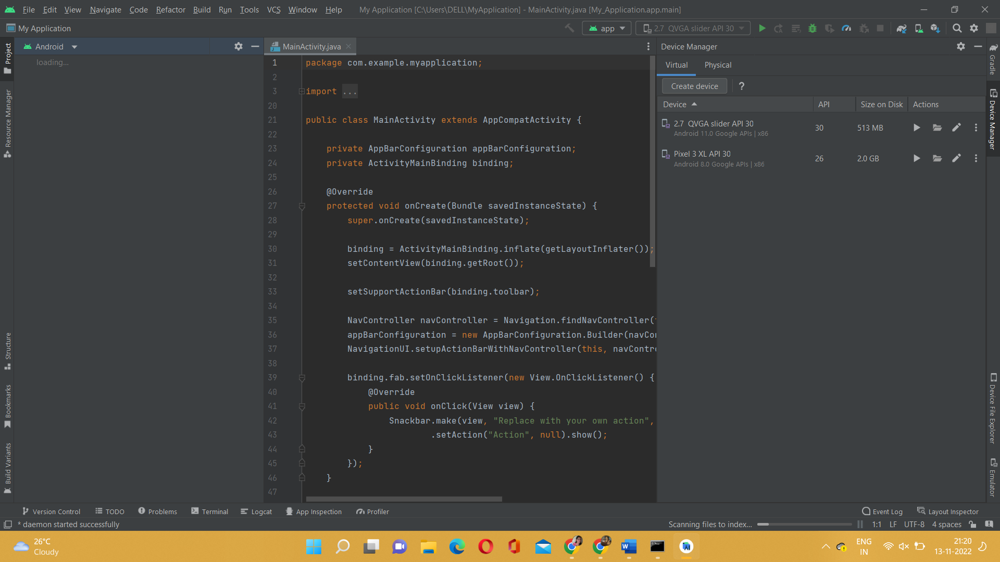 File Edit View Navigate Code Refactor Build Run Tools VCS Window Help My Application [C:\Users\DELL\MyApplication] - MainActivity.java [My_Application.app.main]
My Application
app
2.7 QVGA slider API 30
Project
Resource Manager
Structure
Bookmarks
Build Variants
Android
loading...
MainActivity.java
1 package com.example.myapplication;
2
3 import ...
20
21 public class MainActivity extends AppCompatActivity {
22
23 private AppBarConfiguration appBarConfiguration;
24 private ActivityMainBinding binding;
25
26 @Override
27 protected void onCreate(Bundle savedInstanceState) {
28 super.onCreate(savedInstanceState);
29
30 binding = ActivityMainBinding.inflate(getLayoutInflater());
31 setContentView(binding.getRoot());
32
33 setSupportActionBar(binding.toolbar);
34
35 NavController navController = Navigation.findNavController(
36 appBarConfiguration = new AppBarConfiguration.Builder(navCon
37 NavigationUI.setupActionBarWithNavController(this, navContr
38
39 binding.fab.setOnClickListener(new View.OnClickListener() {
40 @Override
41 public void onClick(View view) {
42 Snackbar.make(view, "Replace with your own action",
43 .setAction("Action", null).show();
44 }
45 });
46 }
47
Device Manager
Virtual Physical
Create device ?
Device API Size on Disk Actions
2.7 QVGA slider API 30 30 513 MB
Android 11.0 Google APIs | x86
Pixel 3 XL API 30 26 2.0 GB
Android 8.0 Google APIs | x86
Gradle
Device Manager
Device File Explorer
Emulator
Version Control TODO Problems Terminal Logcat App Inspection Profiler Event Log Layout Inspector
* daemon started successfully Scanning files to index... 1:1 LF UTF-8 4 spaces
26°C
Cloudy
ENG
IN
21:20
13-11-2022